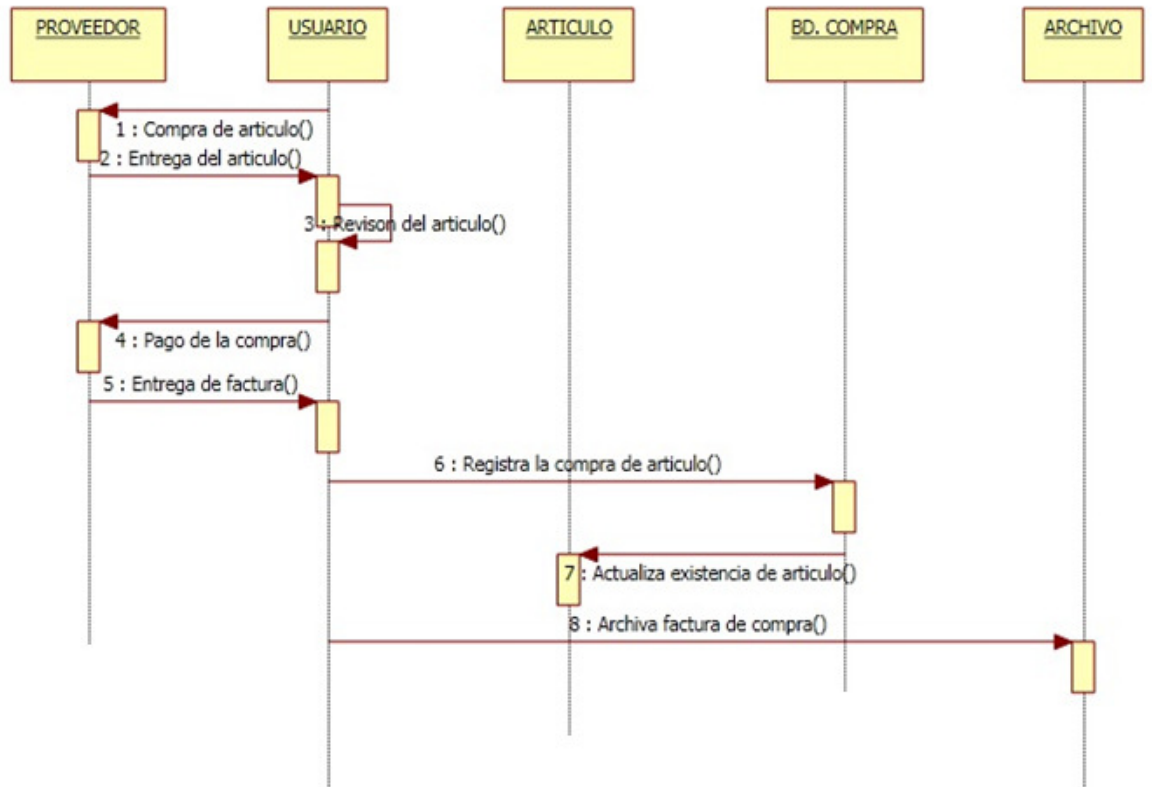 PROVEEDOR
USUARIO
ARTICULO
BD. COMPRA
ARCHIVO
1 : Compra de articulo()
2 : Entrega del articulo()
3 : Revison del articulo()
4 : Pago de la compra()
5 : Entrega de factura()
6 : Registra la compra de articulo()
7 : Actualiza existencia de articulo()
8 : Archiva factura de compra()